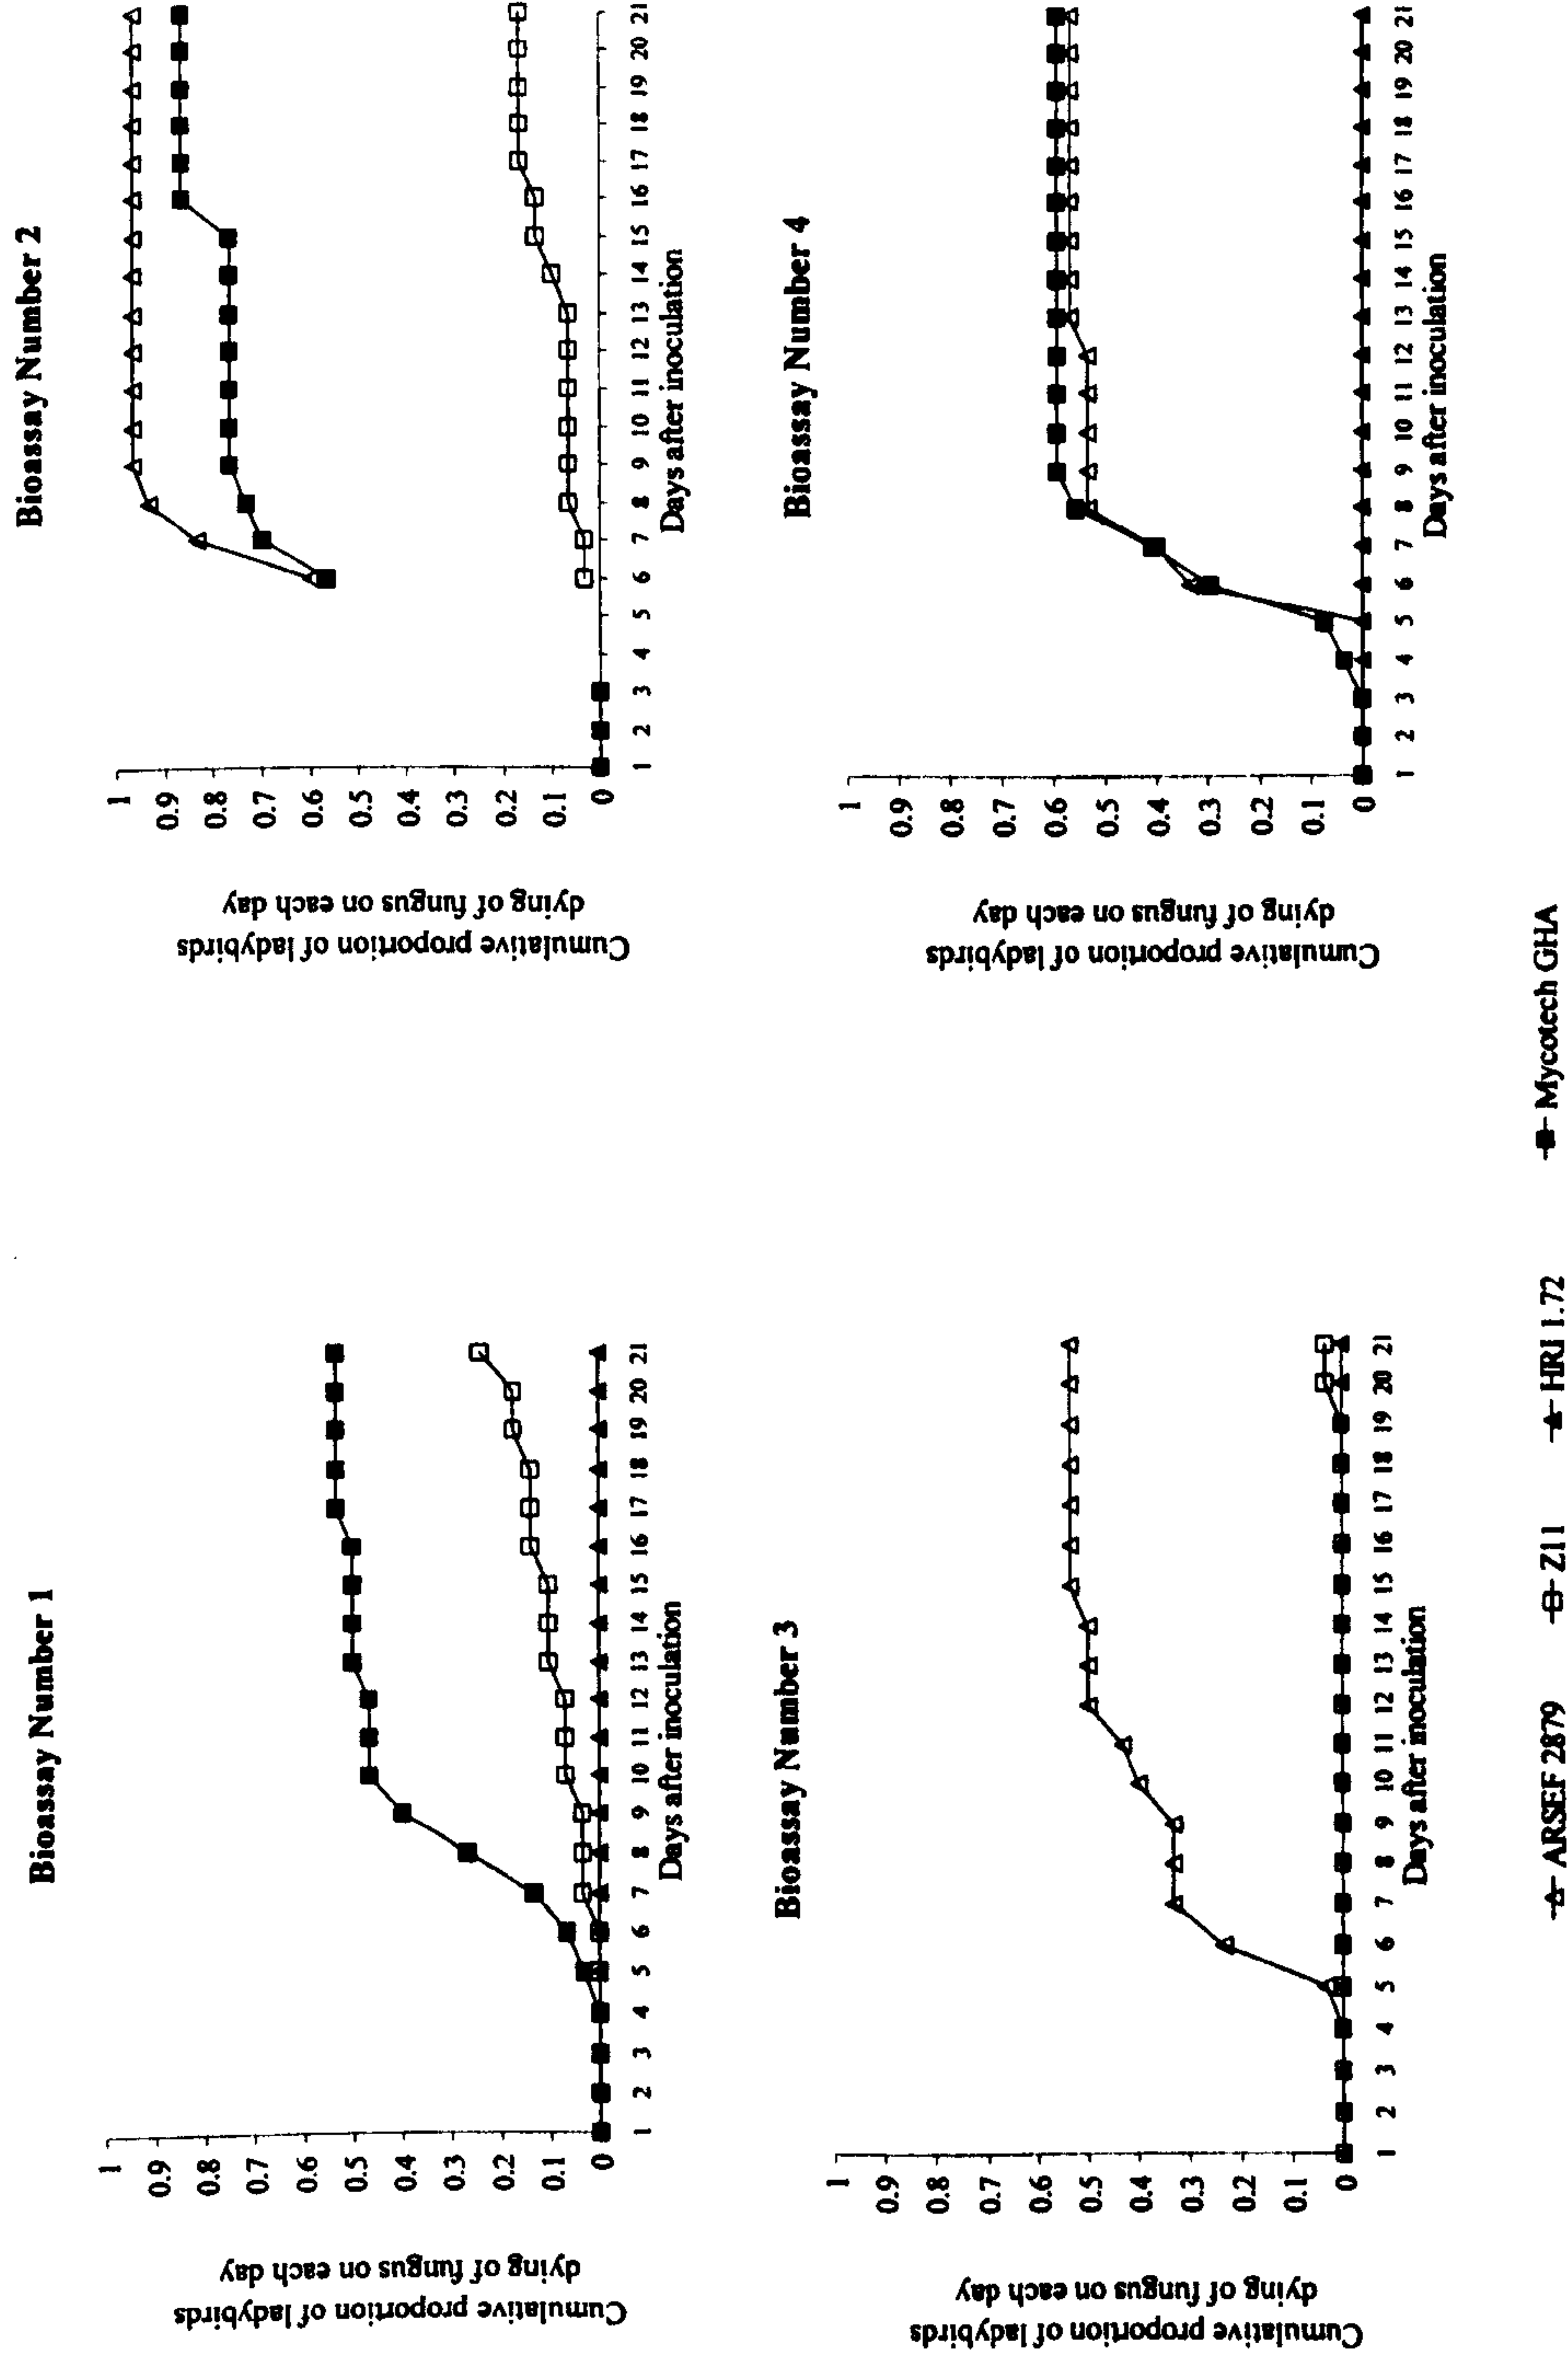 Bioassay Number 1
Cumulative proportion of ladybirds
dying of fungus on each day
1
0.9
0.8
0.7
0.6
0.5
0.4
0.3
0.2
0.1
0
1 2 3 4 5 6 7 8 9 10 11 12 13 14 15 16 17 18 19 20 21
Days after inoculation
Bioassay Number 2
Cumulative proportion of ladybirds
dying of fungus on each day
1
0.9
0.8
0.7
0.6
0.5
0.4
0.3
0.2
0.1
0
1 2 3 4 5 6 7 8 9 10 11 12 13 14 15 16 17 18 19 20 21
Days after inoculation
Bioassay Number 3
Cumulative proportion of ladybirds
dying of fungus on each day
1
0.9
0.8
0.7
0.6
0.5
0.4
0.3
0.2
0.1
0
1 2 3 4 5 6 7 8 9 10 11 12 13 14 15 16 17 18 19 20 21
Days after inoculation
Bioassay Number 4
Cumulative proportion of ladybirds
dying of fungus on each day
1
0.9
0.8
0.7
0.6
0.5
0.4
0.3
0.2
0.1
0
1 2 3 4 5 6 7 8 9 10 11 12 13 14 15 16 17 18 19 20 21
Days after inoculation
ARSEF 2879 Z11 HRI 1.72 Mycotech GHA